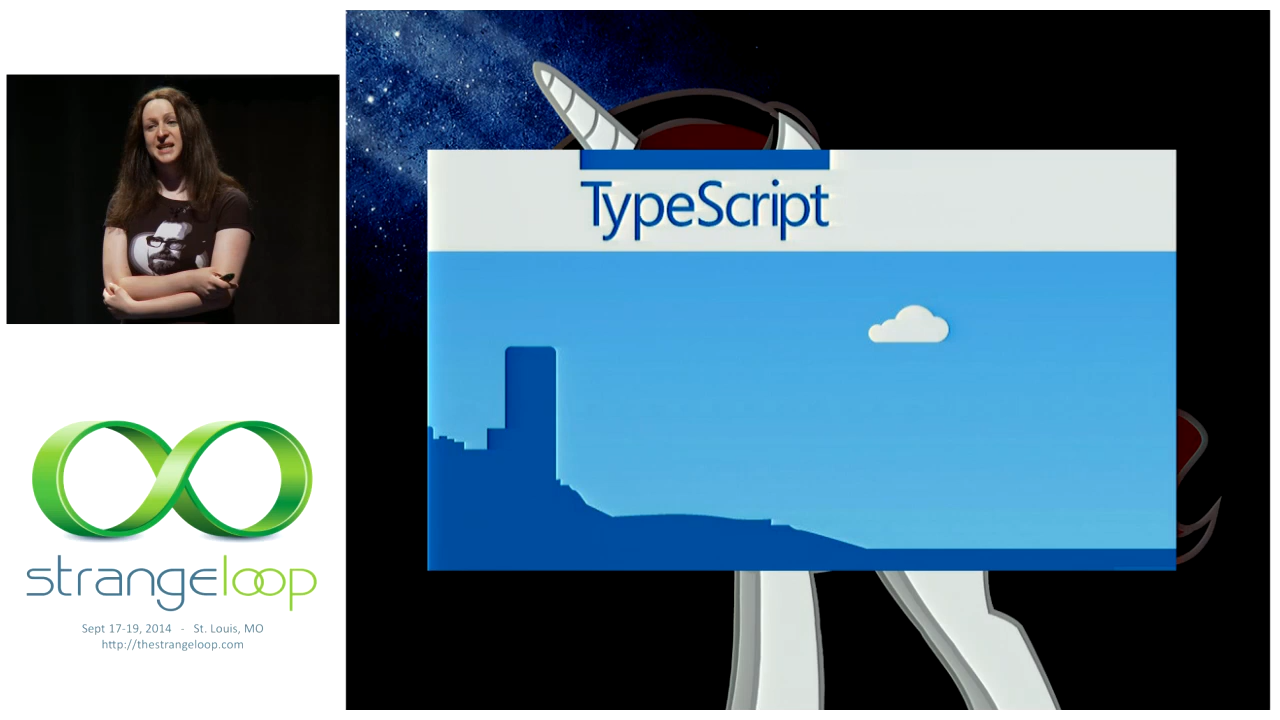 TypeScript
strangeloop
Sept 17-19, 2014 - St. Louis, MO
http://thestrangeloop.com